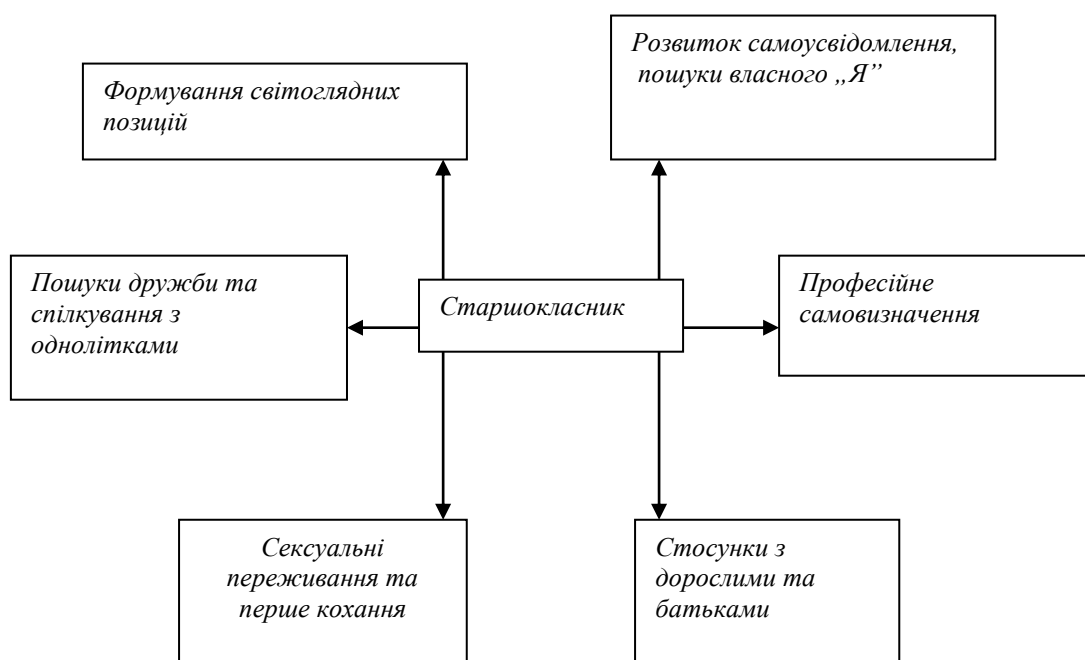 Формування світоглядних
позицій
Розвиток самоусвідомлення,
пошуки власного „Я”
Пошуки дружби та
спілкування з
однолітками
Старшокласник
Професійне
самовизначення
Сексуальні
переживання та
перше кохання
Стосунки з
дорослими та
батьками